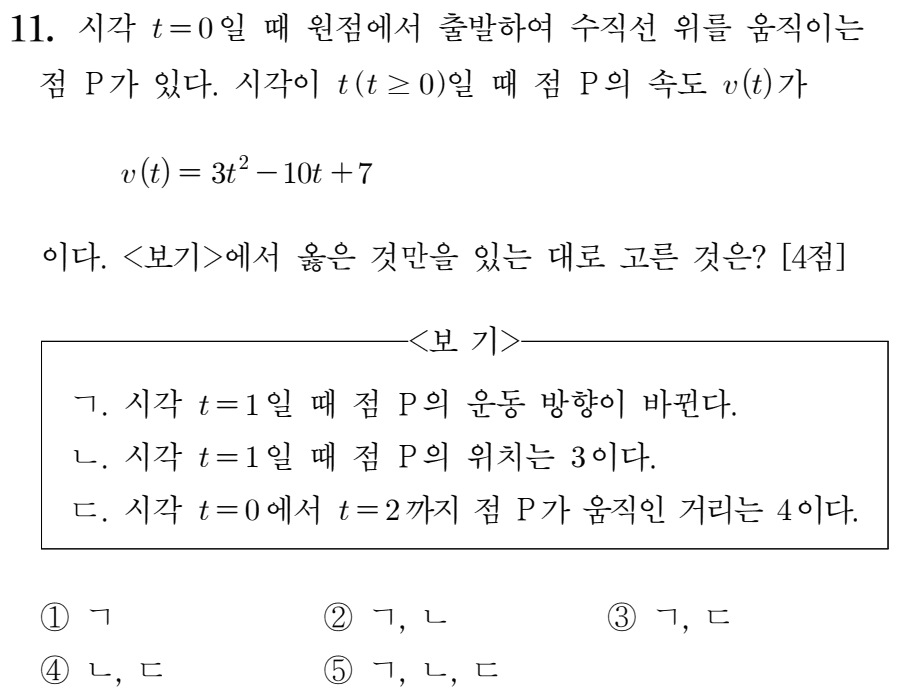 11. 시각 t=0일 때 원점에서 출발하여 수직선 위를 움직이는
점 P가 있다. 시각이 t(t≥0)일 때 점 P의 속도 v(t)가
v(t)=3t²-10t+7
이다. <보기>에서 옳은 것만을 있는 대로 고른 것은? [4점]
<보 기>
ㄱ. 시각 t=1일 때 점 P의 운동 방향이 바뀐다.
ㄴ. 시각 t=1일 때 점 P의 위치는 3이다.
ㄷ. 시각 t=0에서 t=2까지 점 P가 움직인 거리는 4이다.
① ㄱ ② ㄱ, ㄴ ③ ㄱ, ㄷ
④ ㄴ, ㄷ ⑤ ㄱ, ㄴ, ㄷ